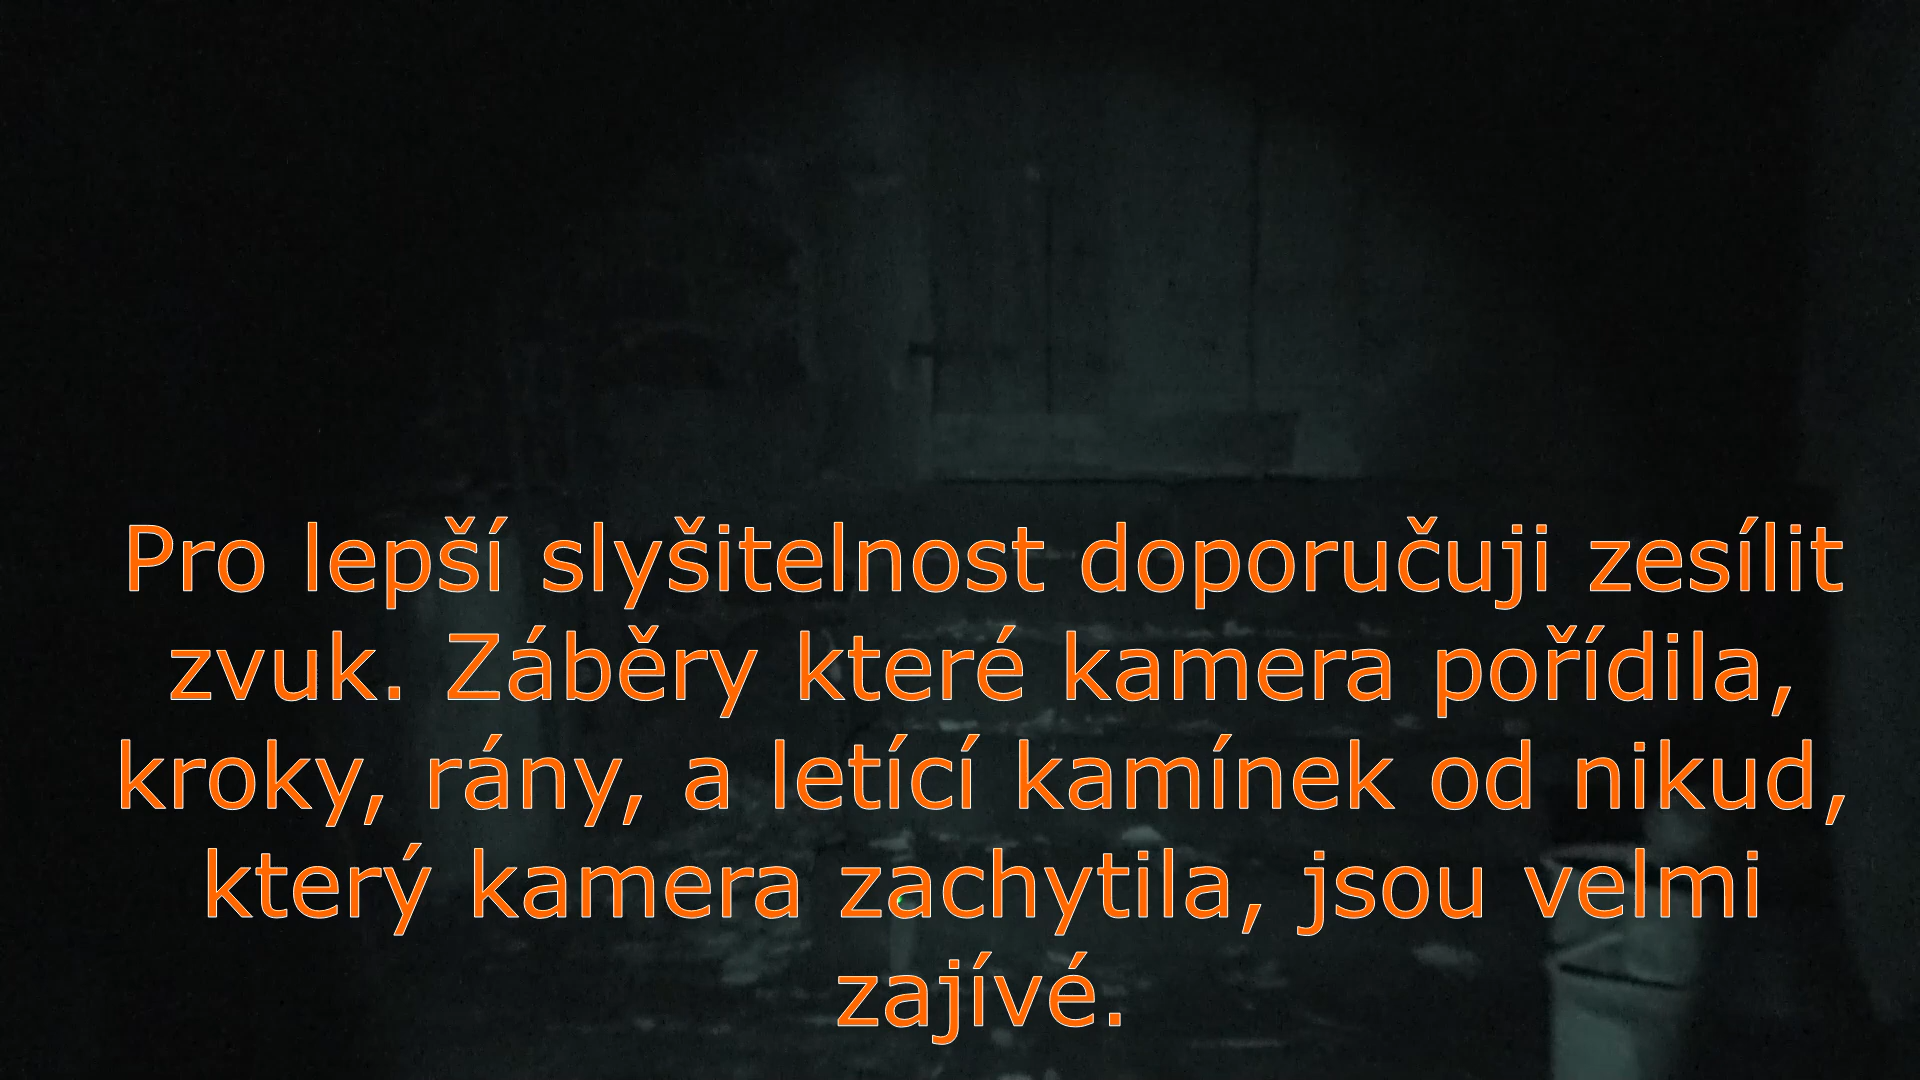 Pro lepší slyšitelnost doporučuji zesílit
zvuk. Záběry které kamera pořídila,
kroky, rány, a letící kamínek od nikud,
který kamera zachytila, jsou velmi
zajívé.